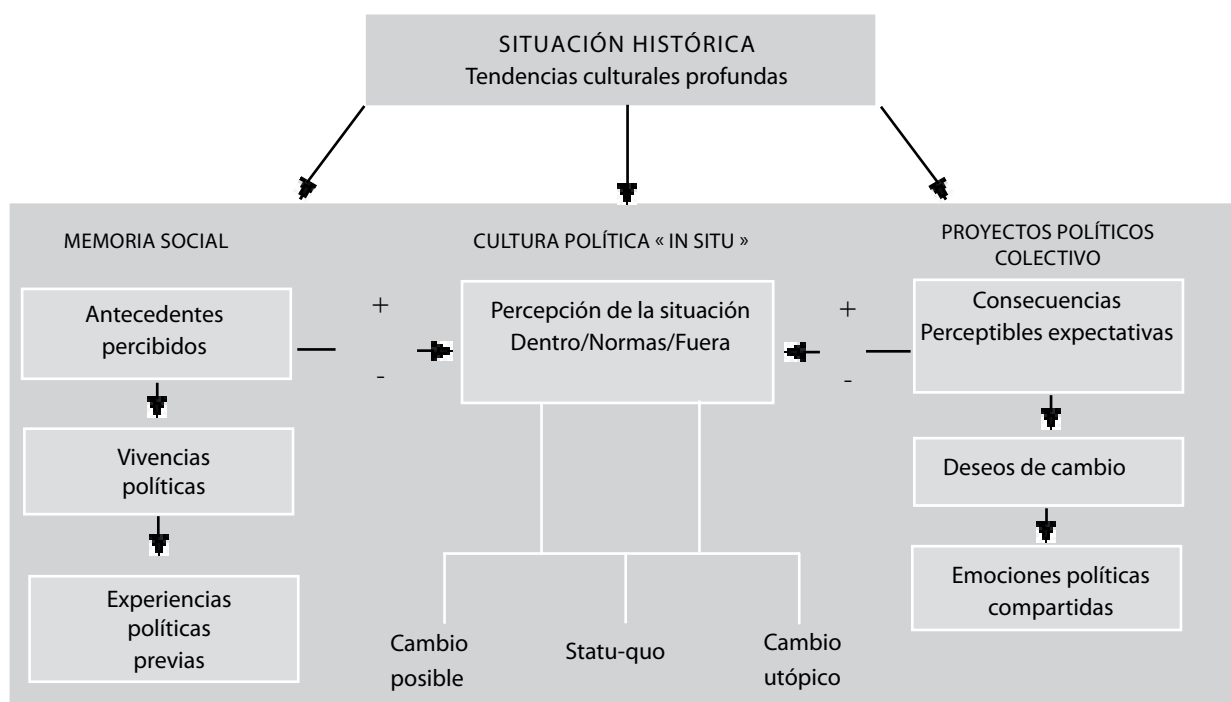 SITUACIÓN HISTÓRICA
Tendencias culturales profundas
MEMORIA SOCIAL
Antecedentes
percibidos
Vivencias
políticas
Experiencias
políticas
previas
+
-
CULTURA POLÍTICA « IN SITU »
Percepción de la situación
Dentro/Normas/Fuera
Cambio
posible
Statu-quo
Cambio
utópico
+
-
PROYECTOS POLÍTICOS
COLECTIVO
Consecuencias
Perceptibles expectativas
Deseos de cambio
Emociones políticas
compartidas